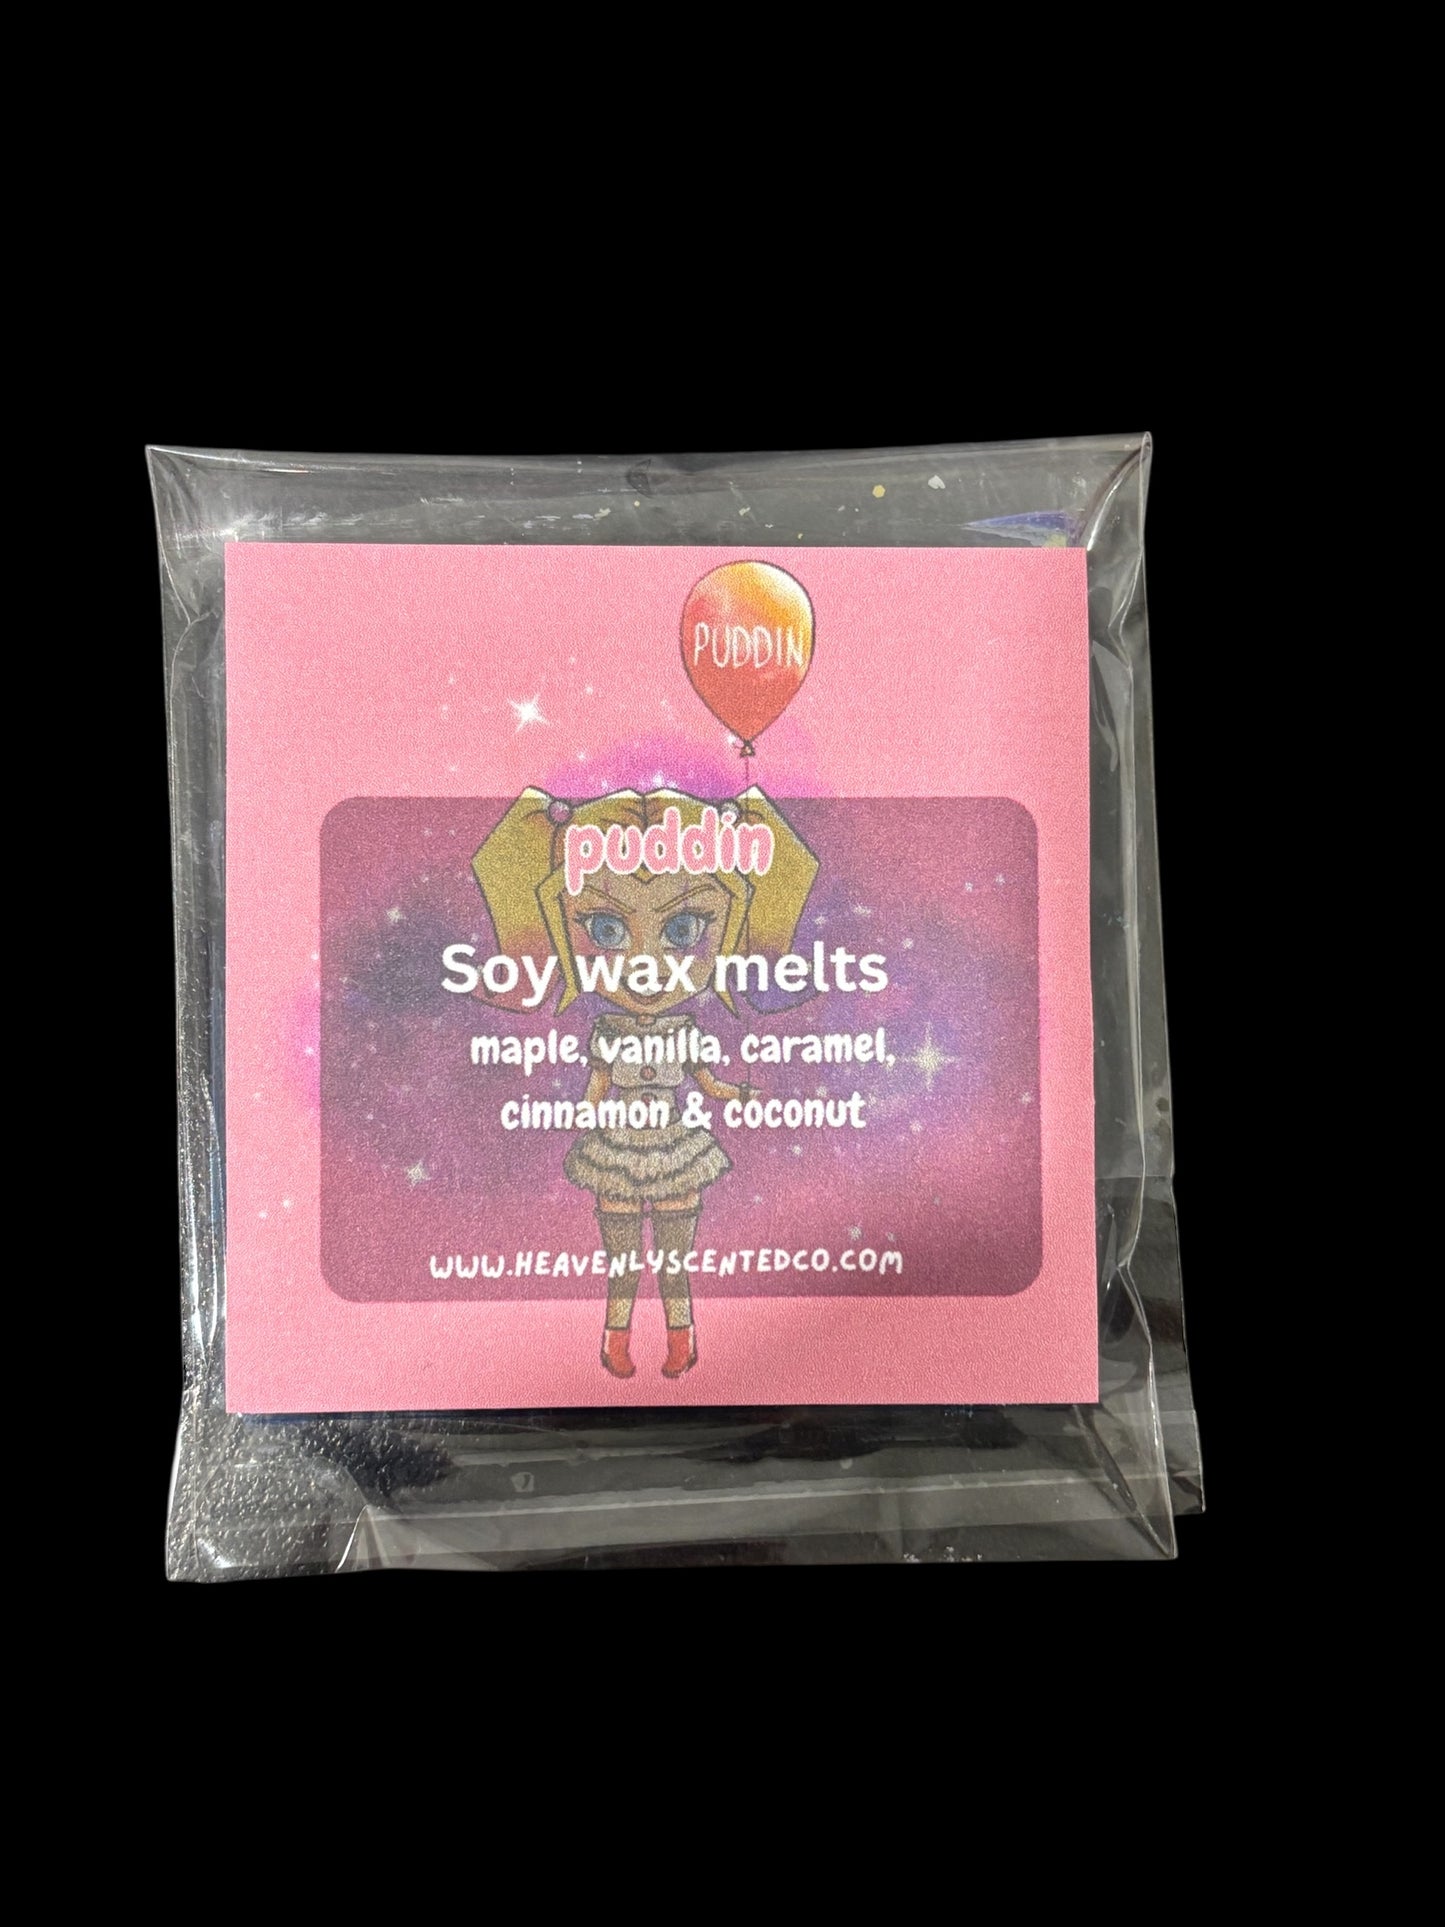 PUDDIN
puddin
Soy wax melts
maple, vanilla, caramel,
cinnamon & coconut
WWW.HEAVENLYSCENTEDCO.COM